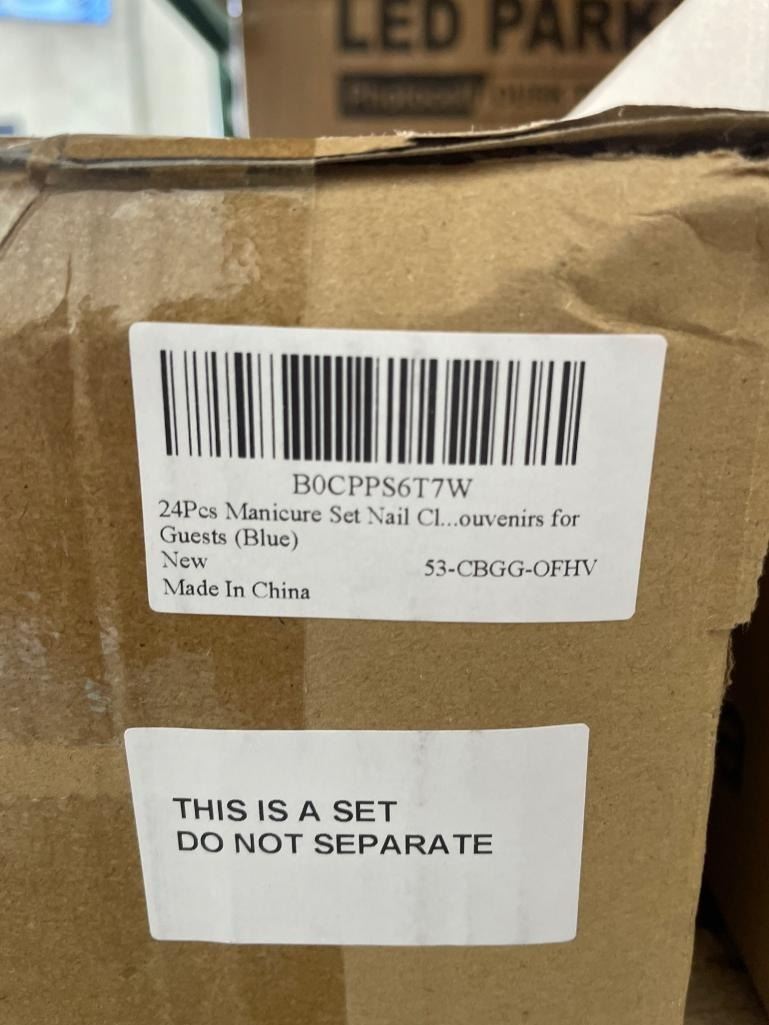 LED PARK
B0CPPS6T7W
24Pcs Manicure Set Nail Cl...ouvenirs for
Guests (Blue)
New 53-CBGG-OFHV
Made In China
THIS IS A SET
DO NOT SEPARATE